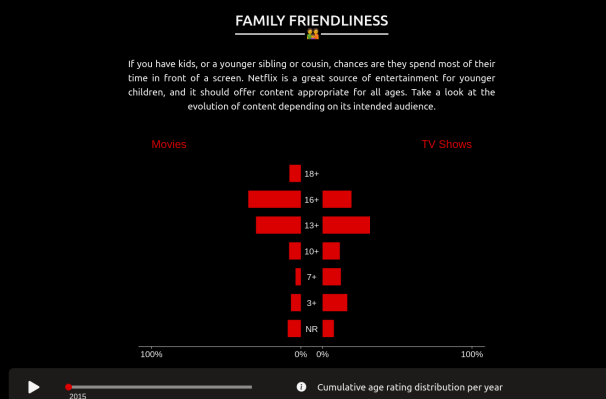 FAMILY FRIENDLINESS
If you have kids, or a younger sibling or cousin, chances are they spend most of their
time in front of a screen. Netflix is a great source of entertainment for younger
children, and it should offer content appropriate for all ages. Take a look at the
evolution of content depending on its intended audience.
Movies TV Shows
18+
16+
13+
10+
7+
3+
NR
100% 0% 0% 100%
Cumulative age rating distribution per year
2015